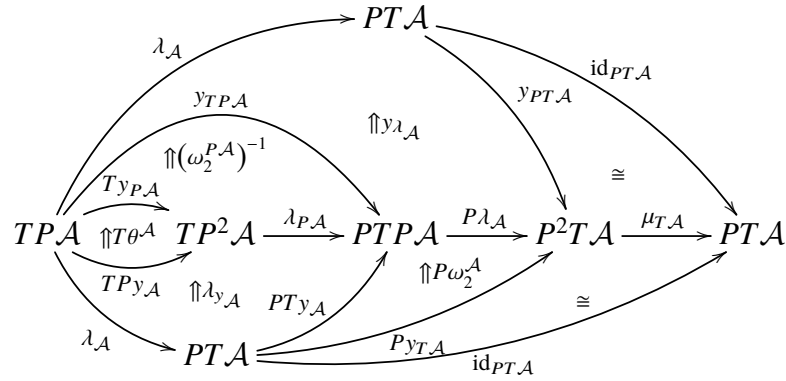 PT𝒜
λ_𝒜
id_{PT𝒜}
y_{PT𝒜}
y_{TP𝒜}
⇑y_{λ_𝒜}
⇑(ω_2^{P𝒜})^{-1}
≅
Ty_{P𝒜}
TP𝒜 ⇑Tθ^𝒜 TP^2𝒜 λ_{P𝒜} PTP𝒜 Pλ_𝒜 P^2T𝒜 μ_{T𝒜} PT𝒜
TPy_𝒜
⇑λ_{y_𝒜}
PTy_𝒜
⇑Pω_2^𝒜
≅
λ_𝒜
PT𝒜
Py_{T𝒜}
id_{PT𝒜}